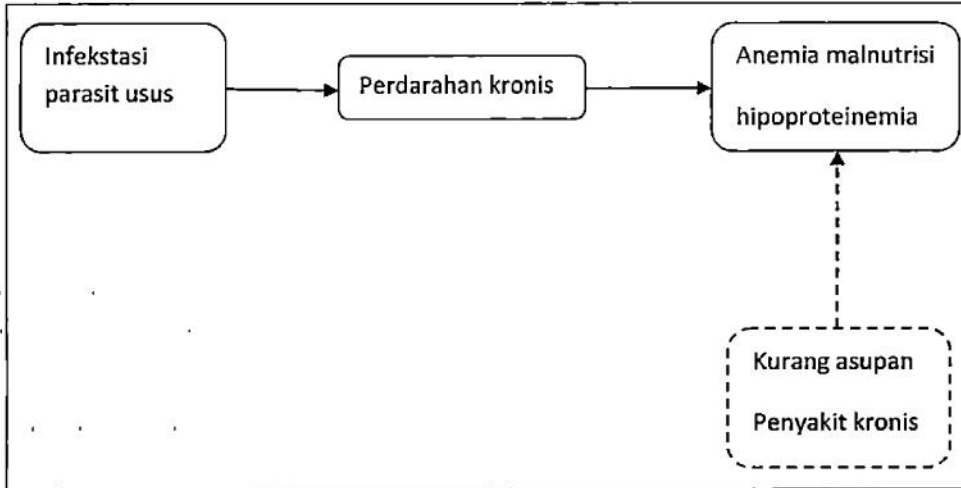 Infekstasi
parasit usus
Perdarahan kronis
Anemia malnutrisi
hipoproteinemia
Kurang asupan
Penyakit kronis